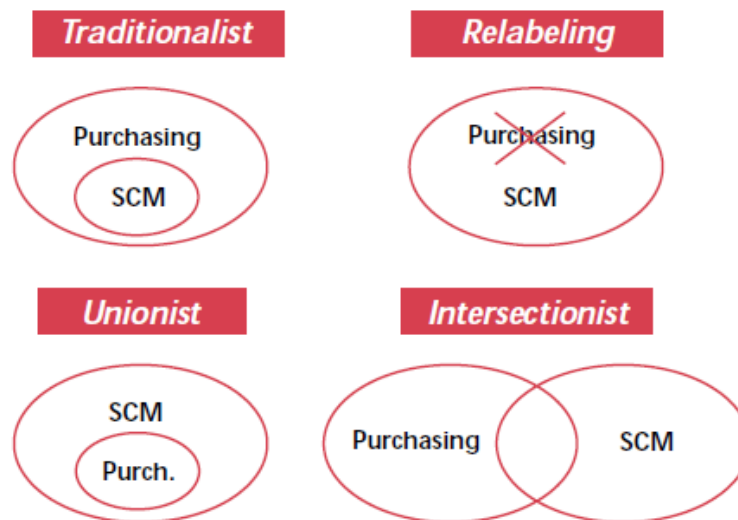 Traditionalist
Relabeling
Purchasing
SCM
Purchasing
SCM
Unionist
Intersectionist
SCM
Purch.
Purchasing
SCM